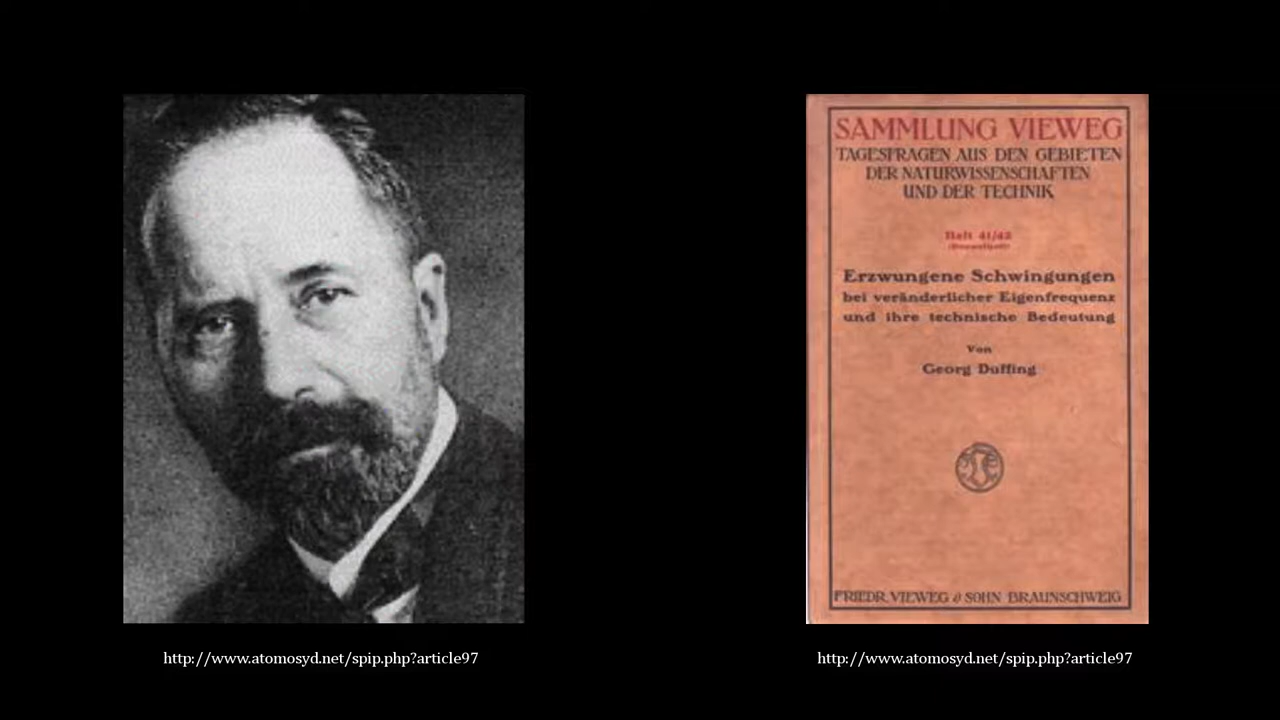 SAMMLUNG VIEWEG
TAGESFRAGEN AUS DEN GEBIETEN
DER NATURWISSENSCHAFTEN
UND DER TECHNIK
Heft 41/42
Erzwungene Schwingungen
bei veränderlicher Eigenfrequenz
und ihre technische Bedeutung
Von
Georg Duffing
FRIEDR. VIEWEG & SOHN BRAUNSCHWEIG
http://www.atomosyd.net/spip.php?article97
http://www.atomosyd.net/spip.php?article97